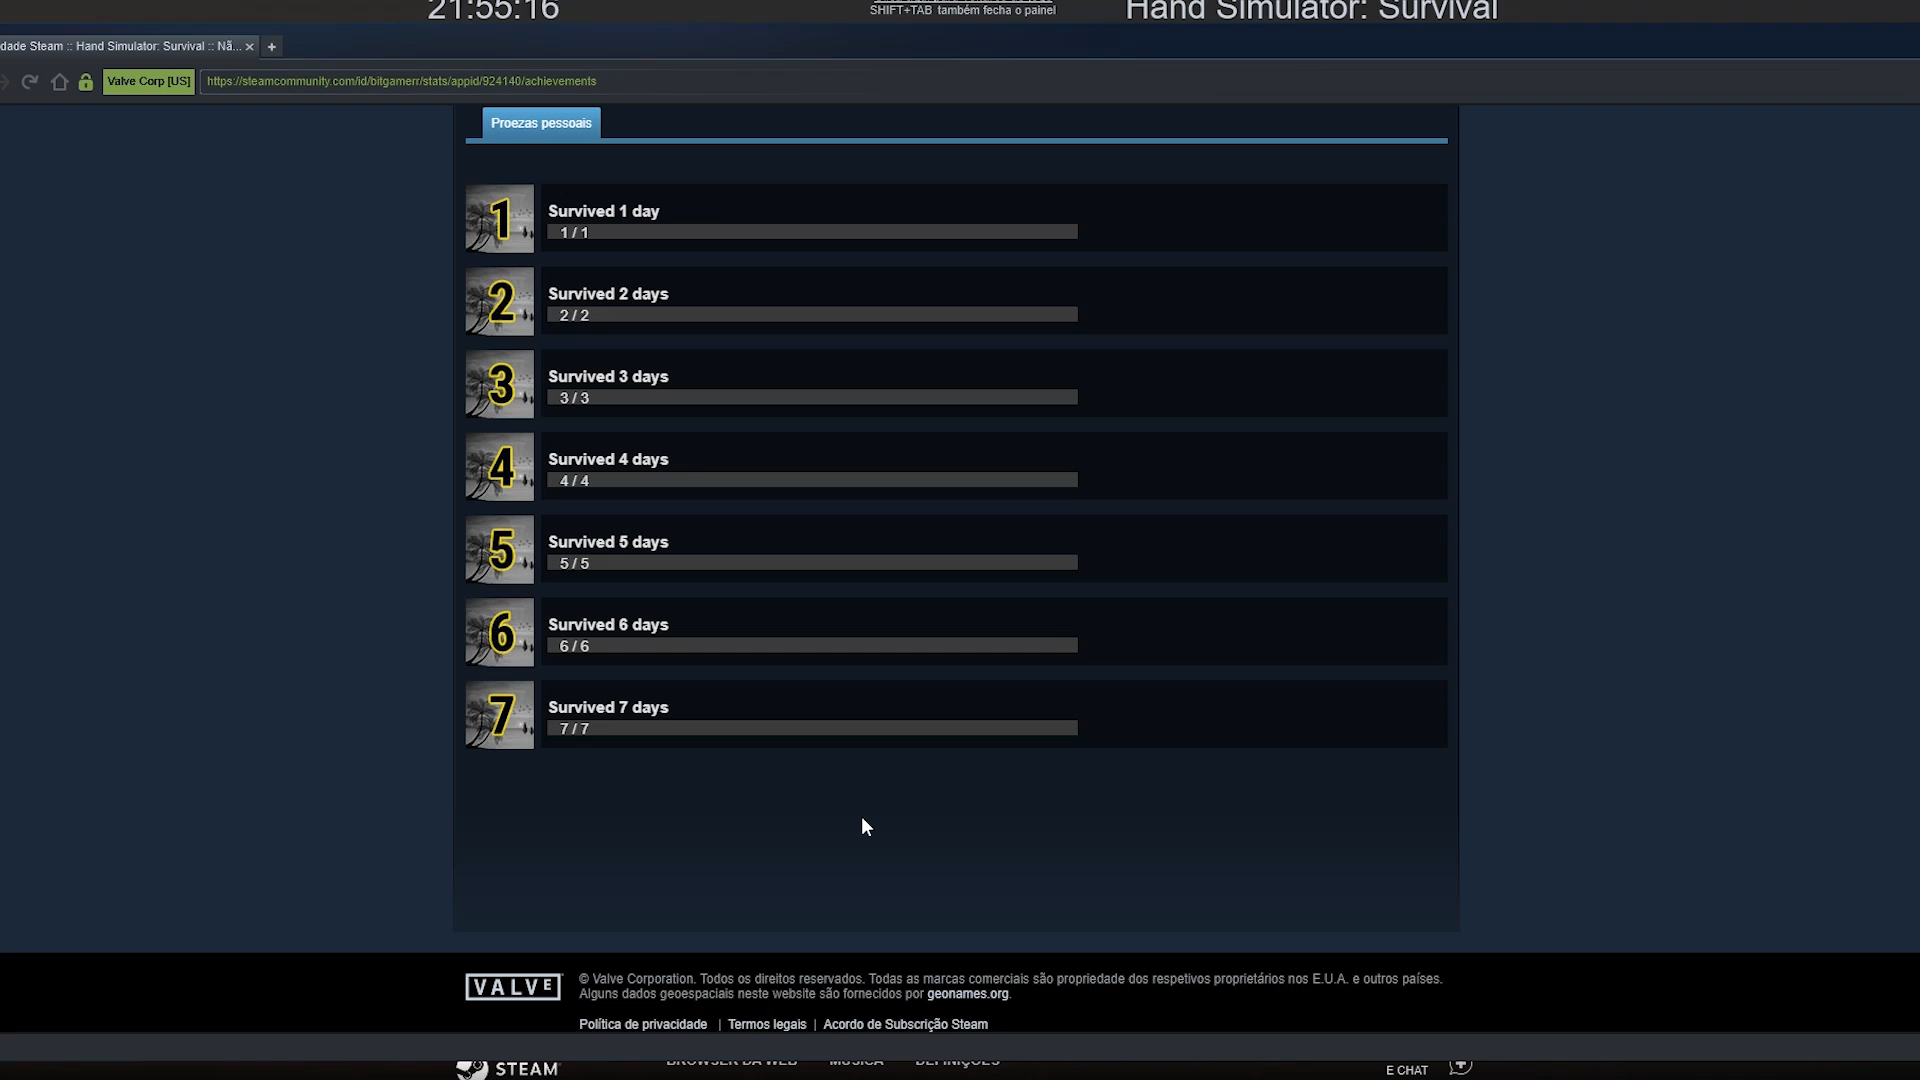 21:55:16
SHIFT+TAB também fecha o painel
Hand Simulator: Survival
dade Steam :: Hand Simulator: Survival :: Nã...
Valve Corp [US]
https://steamcommunity.com/id/bitgamerr/stats/appid/924140/achievements
Proezas pessoais
1
Survived 1 day
1 / 1
2
Survived 2 days
2 / 2
3
Survived 3 days
3 / 3
4
Survived 4 days
4 / 4
5
Survived 5 days
5 / 5
6
Survived 6 days
6 / 6
7
Survived 7 days
7 / 7
VALVE
© Valve Corporation. Todos os direitos reservados. Todas as marcas comerciais são propriedade dos respetivos proprietários nos E.U.A. e outros países.
Alguns dados geoespaciais neste website são fornecidos por geonames.org.
Política de privacidade | Termos legais | Acordo de Subscrição Steam
STEAM
BROWSER DA WEB
MÚSICA
DEFINIÇÕES
E CHAT